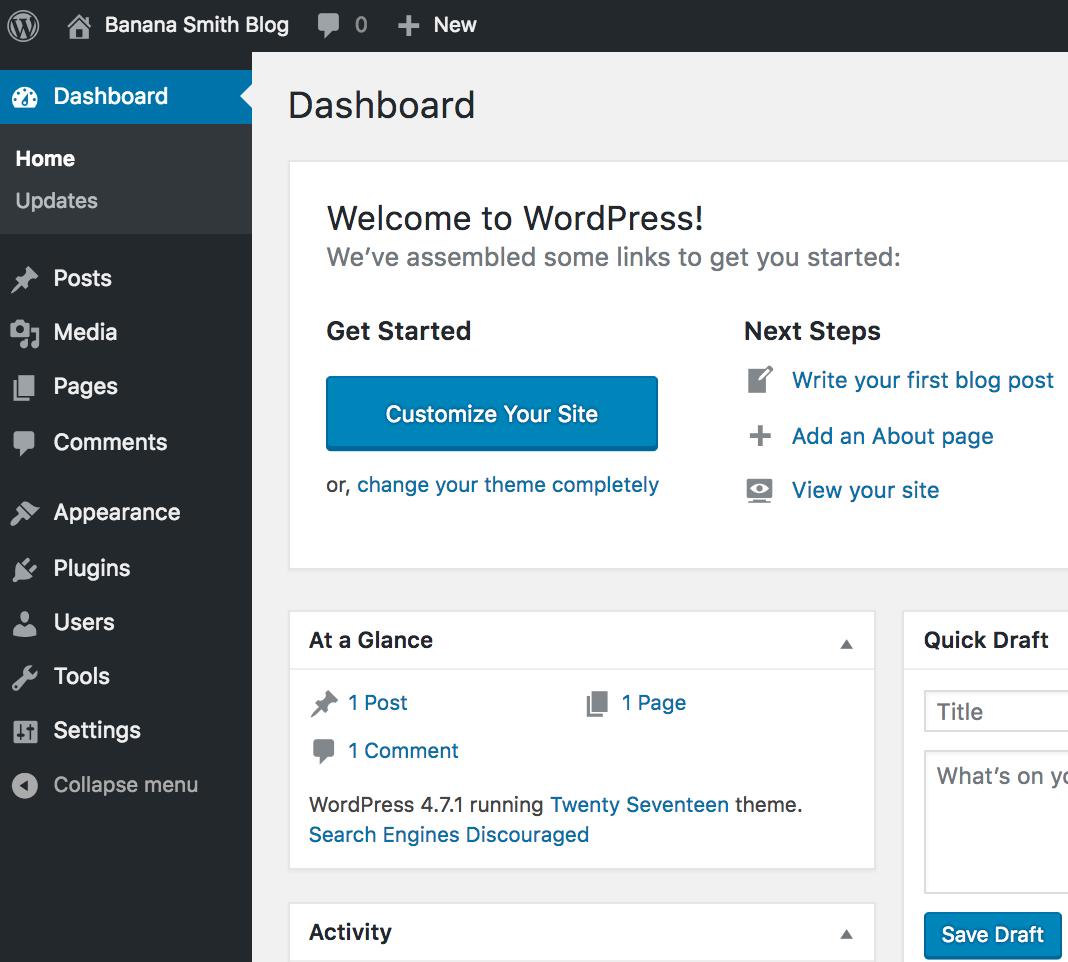 Banana Smith Blog 0 New
Dashboard
Home
Updates
Posts
Media
Pages
Comments
Appearance
Plugins
Users
Tools
Settings
Collapse menu
Dashboard
Welcome to WordPress!
We’ve assembled some links to get you started:
Get Started
Customize Your Site
or, change your theme completely
Next Steps
Write your first blog post
Add an About page
View your site
At a Glance
1 Post
1 Page
1 Comment
WordPress 4.7.1 running Twenty Seventeen theme.
Search Engines Discouraged
Activity
Quick Draft
Title
What’s on yo
Save Draft